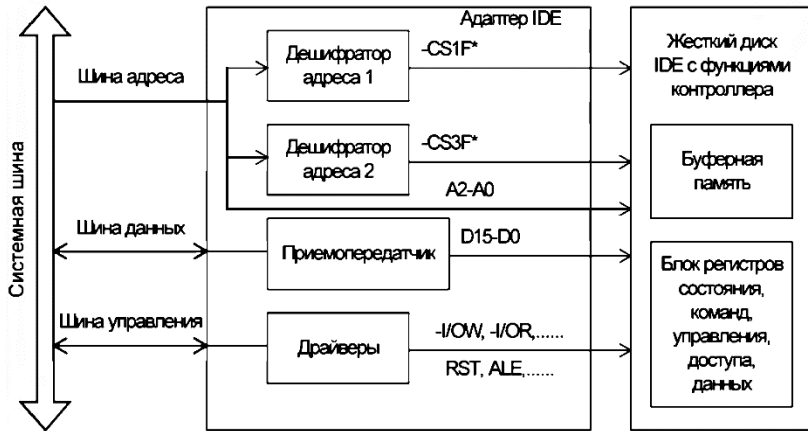 Адаптер IDE
Системная шина
Шина адреса
Дешифратор
адреса 1
-CS1F*
Дешифратор
адреса 2
-CS3F*
A2-A0
Шина данных
Приемопередатчик
D15-D0
Шина управления
Драйверы
-I/OW, -I/OR,......
RST, ALE,......
Жесткий диск
IDE с функциями
контроллера
Буферная
память
Блок регистров
состояния,
команд,
управления,
доступа,
данных